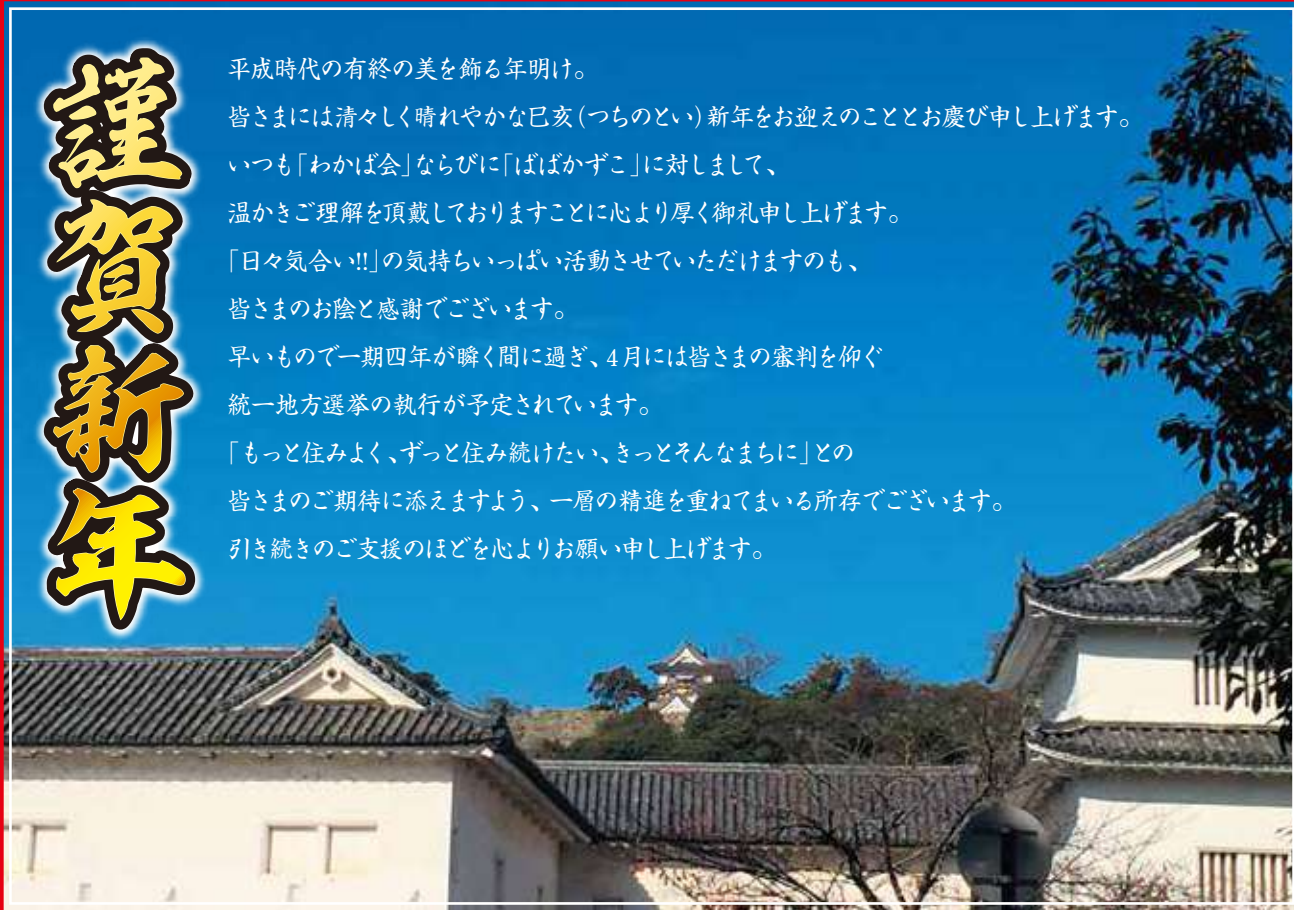 謹賀新年
平成時代の有終の美を飾る年明け。
皆さまには清々しく晴れやかな己亥(つちのとい)新年をお迎えのこととお慶び申し上げます。
いつも「わかば会」ならびに「ばばかずこ」に対しまして、
温かきご理解を頂戴しておりますことに心より厚く御礼申し上げます。
「日々気合い!!」の気持ちいっぱい活動させていただけますのも、
皆さまのお陰と感謝でございます。
早いもので一期四年が瞬く間に過ぎ、4月には皆さまの審判を仰ぐ
統一地方選挙の執行が予定されています。
「もっと住みよく、ずっと住み続けたい、きっとそんなまちに」との
皆さまのご期待に添えますよう、一層の精進を重ねてまいる所存でございます。
引き続きのご支援のほどを心よりお願い申し上げます。